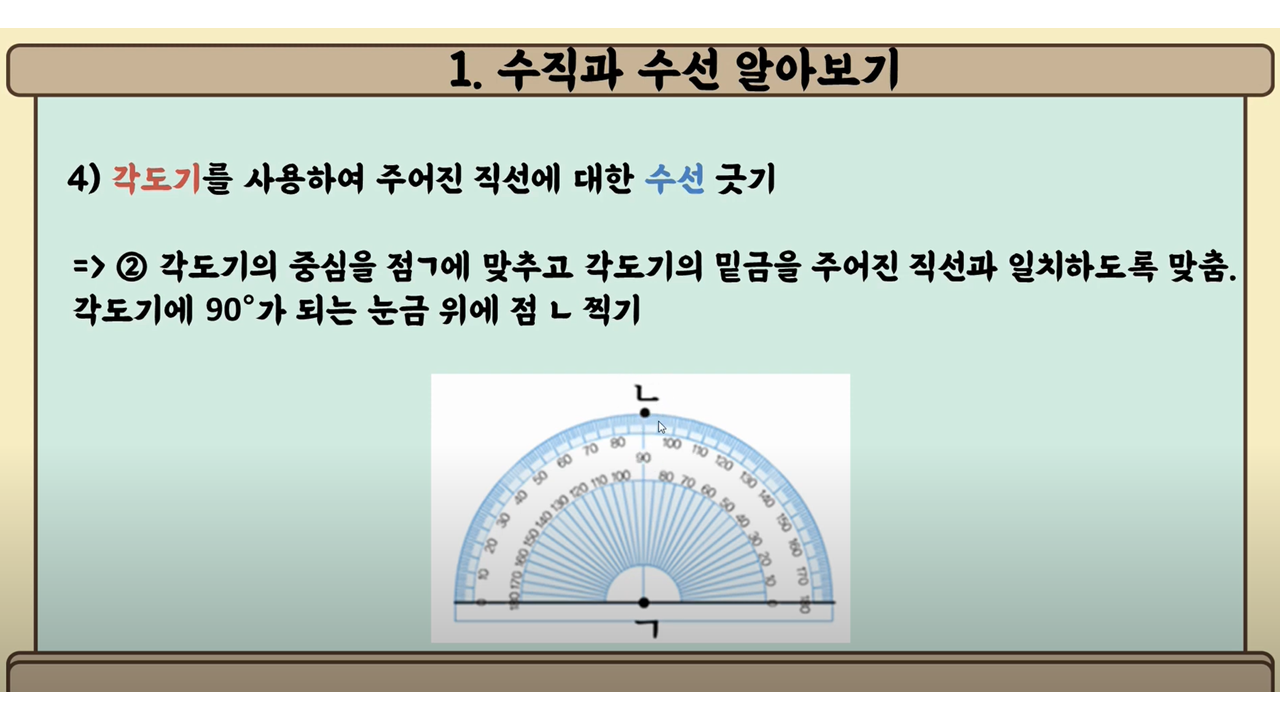 1. 수직과 수선 알아보기
4) 각도기를 사용하여 주어진 직선에 대한 수선 긋기
=> ② 각도기의 중심을 점ㄱ에 맞추고 각도기의 밑금을 주어진 직선과 일치하도록 맞춤.
각도기에 90°가 되는 눈금 위에 점 ㄴ 찍기
ㄴ
0 10 20 30 40 50 60 70 80 90 100 110 120 130 140 150 160 170 180
180 170 160 150 140 130 120 110 100 80 70 60 50 40 30 20 10 0
ㄱ